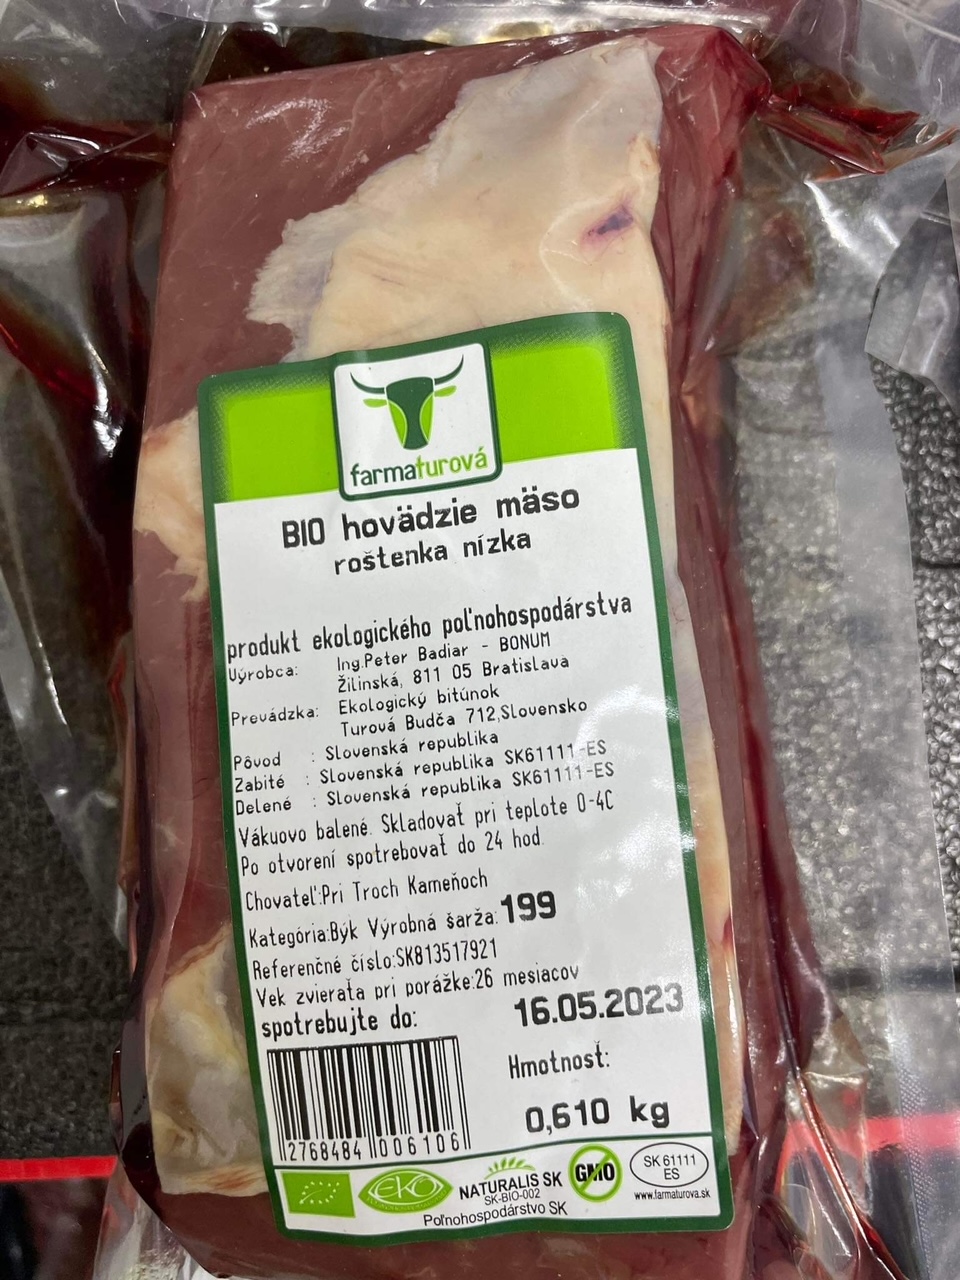 farmaturová
BIO hovädzie mäso
roštenka nízka
produkt ekologického poľnohospodárstva
Výrobca: Ing.Peter Badiar - BONUM
Žilinská, 811 05 Bratislava
Prevádzka: Ekologický bitúnok
Turová Budča 712,Slovensko
Pôvod : Slovenská republika
Zabité : Slovenská republika SK61111-ES
Delené : Slovenská republika SK61111-ES
Vákuovo balené. Skladovať pri teplote 0-4C
Po otvorení spotrebovať do 24 hod.
Chovateľ:Pri Troch Kameňoch
Kategória:Býk Výrobná šarža:199
Referenčné číslo:SK813517921
Vek zvieraťa pri porážke:26 mesiacov
spotrebujte do: 16.05.2023
Hmotnosť:
0,610 kg
2768484 006106
EKO
NATURALIS SK
SK-BIO-002
Poľnohospodárstvo SK
GMO
SK 61111
ES
www.farmaturova.sk